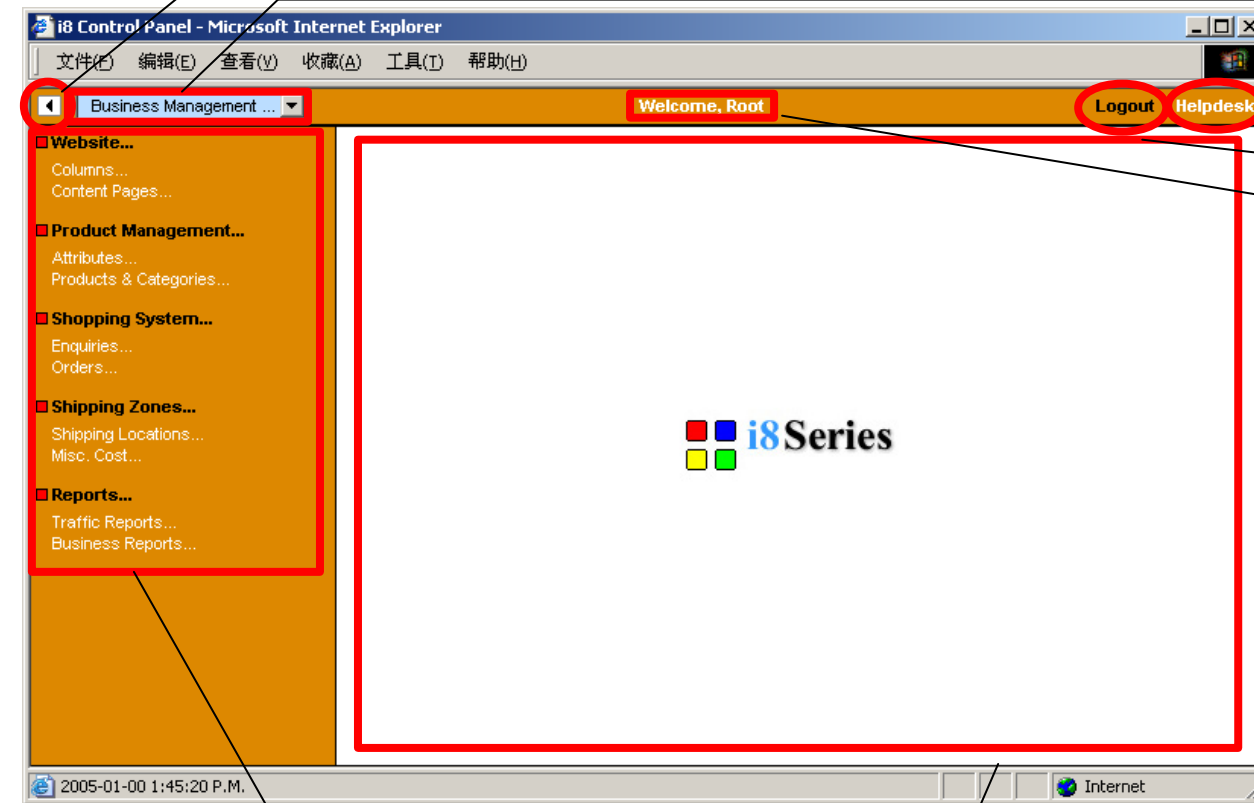 i8 Control Panel - Microsoft Internet Explorer
文件(F) 编辑(E) 查看(V) 收藏(A) 工具(T) 帮助(H)
Business Management ... Welcome, Root Logout Helpdesk
Website...
Columns...
Content Pages...
Product Management...
Attributes...
Products & Categories...
Shopping System...
Enquiries...
Orders...
Shipping Zones...
Shipping Locations...
Misc. Cost...
Reports...
Traffic Reports...
Business Reports...
i8 Series
2005-01-00 1:45:20 P.M. Internet